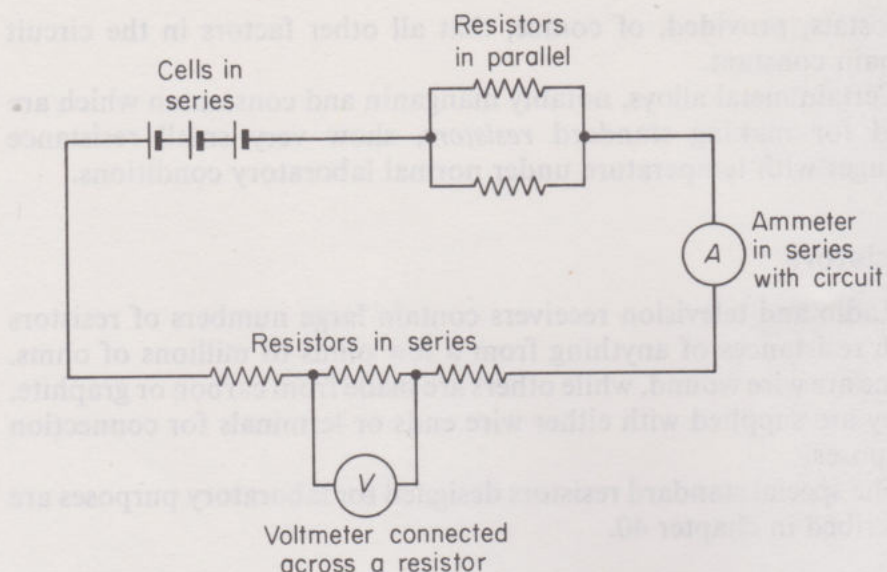 Resistors
in parallel
Cells in
series
A
Ammeter
in series
with circuit
Resistors in series
V
Voltmeter connected
across a resistor